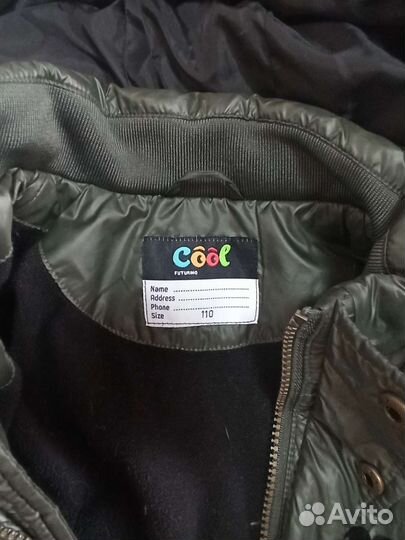 Cool
FUTURINO
Name ........................
Address ........................
Phone ........................
Size 110
Avito